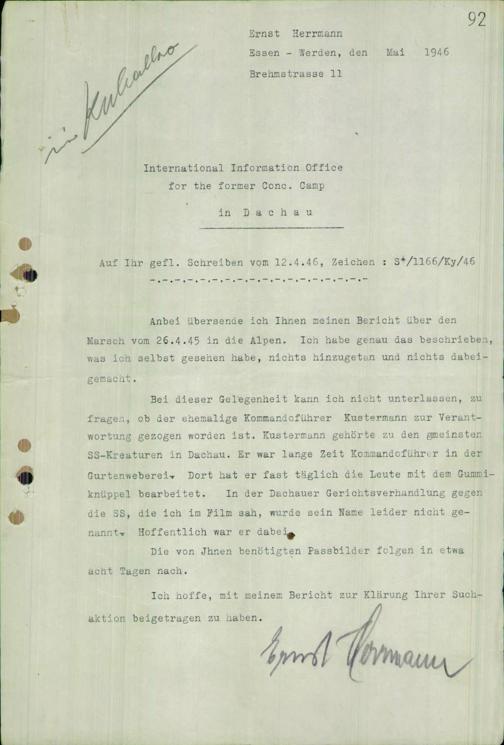 92
Ernst Herrmann
Essen - Werden, den Mai 1946
Brehmstrasse 11
in
International Information Office
for the former Conc. Camp
in Dachau
Auf Ihr gefl. Schreiben vom 12.4.46, Zeichen : S*/1166/Ky/46
-.-.-.-.-.-.-.-.-.-.-.-.-.-.-.-.-.-
Anbei übersende ich Ihnen meinen Bericht über den
Marsch vom 26.4.45 in die Alpen. Ich habe genau das beschrieben,
was ich selbst gesehen habe, nichts hinzugetan und nichts dabei-
gemacht.
Bei dieser Gelegenheit kann ich nicht unterlassen, zu
fragen, ob der ehemalige Kommandoführer Kustermann zur Verant-
wortung gezogen worden ist. Kustermann gehörte zu den gmeinsten
SS-Kreaturen in Dachau. Er war lange Zeit Kommandoführer in der
Gurtenweberei. Dort hat er fast täglich die Leute mit dem Gummi-
knüppel bearbeitet. In der Dachauer Gerichtsverhandlung gegen
die SS, die ich im Film sah, wurde sein Name leider nicht ge-
nannt. Hoffentlich war er dabei.
Die von Jhnen benötigten Passbilder folgen in etwa
acht Tagen nach.
Ich hoffe, mit meinem Bericht zur Klärung Ihrer Such-
aktion beigetragen zu haben.
Ernst Herrmann